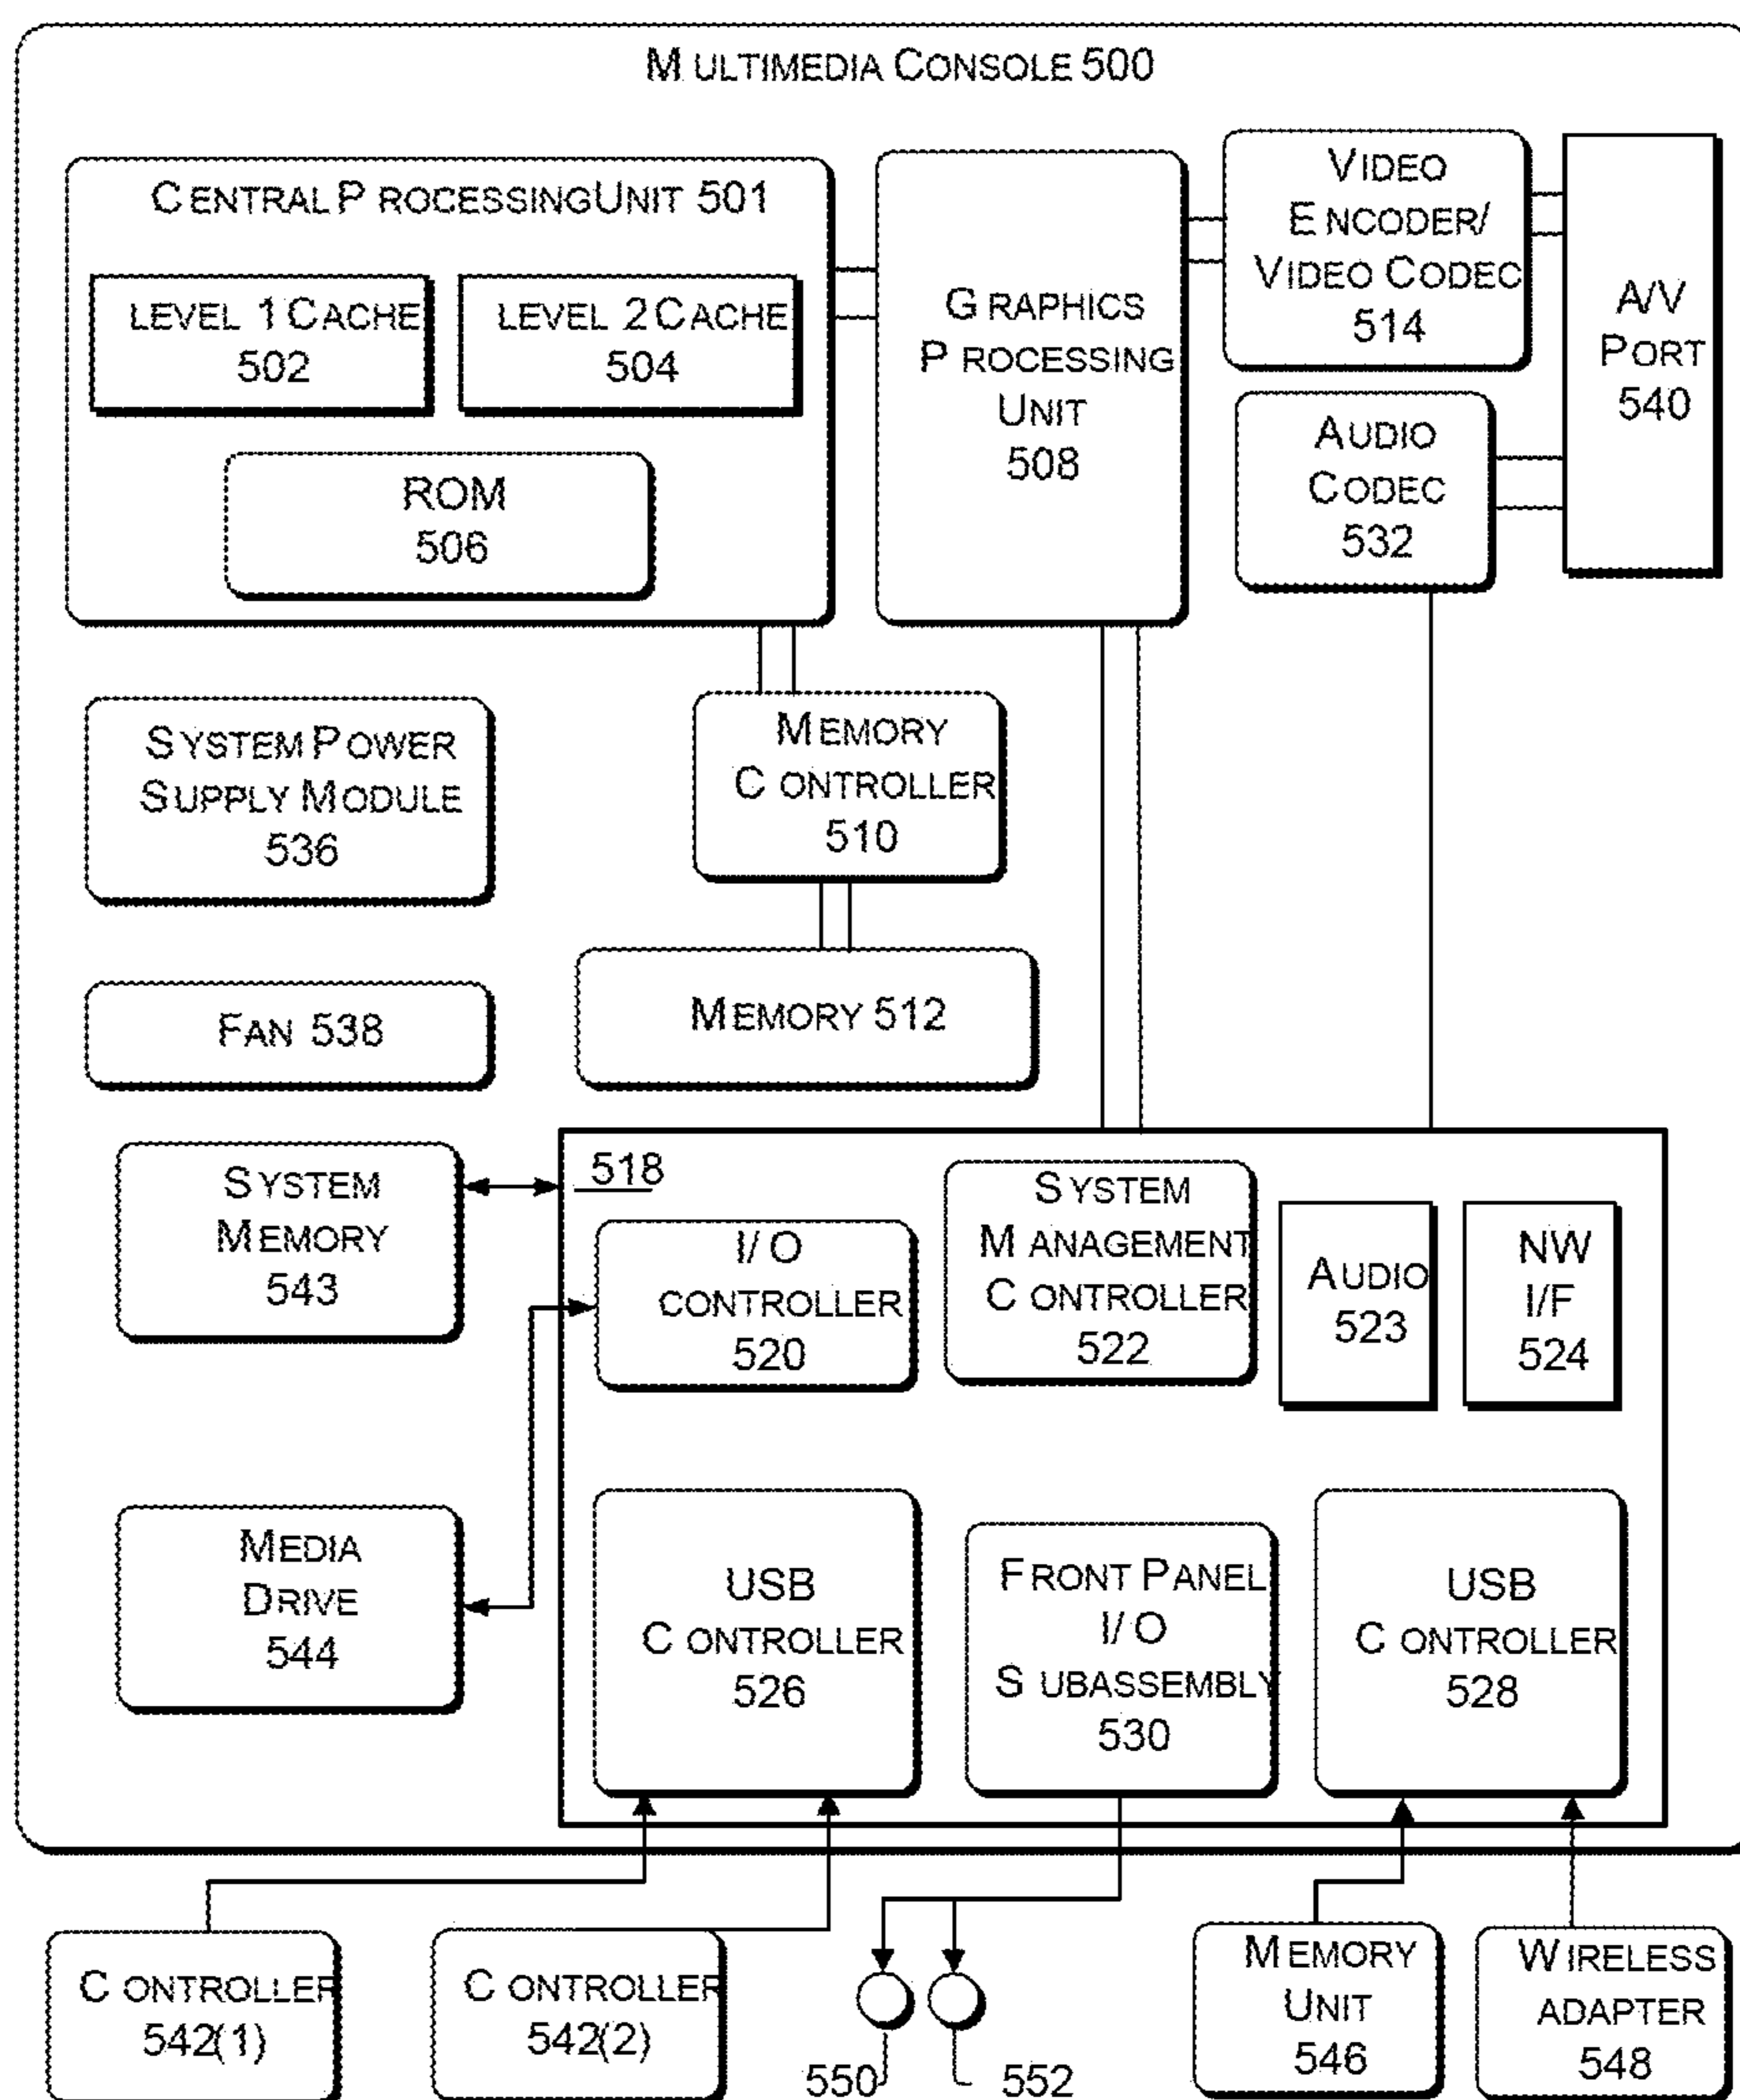 MULTIMEDIA CONSOLE 500
CENTRAL PROCESSING UNIT 501
LEVEL 1 CACHE
502
LEVEL 2 CACHE
504
ROM
506
GRAPHICS
PROCESSING
UNIT
508
VIDEO
ENCODER/
VIDEO CODEC
514
A/V
PORT
540
AUDIO
CODEC
532
SYSTEM POWER
SUPPLY MODULE
536
MEMORY
CONTROLLER
510
FAN 538
MEMORY 512
SYSTEM
MEMORY
543
518
I/O
CONTROLLER
520
SYSTEM
MANAGEMENT
CONTROLLER
522
AUDIO
523
NW
I/F
524
MEDIA
DRIVE
544
USB
CONTROLLER
526
FRONT PANEL
I/O
SUBASSEMBLY
530
USB
CONTROLLER
528
CONTROLLER
542(1)
CONTROLLER
542(2)
550
552
MEMORY
UNIT
546
WIRELESS
ADAPTER
548